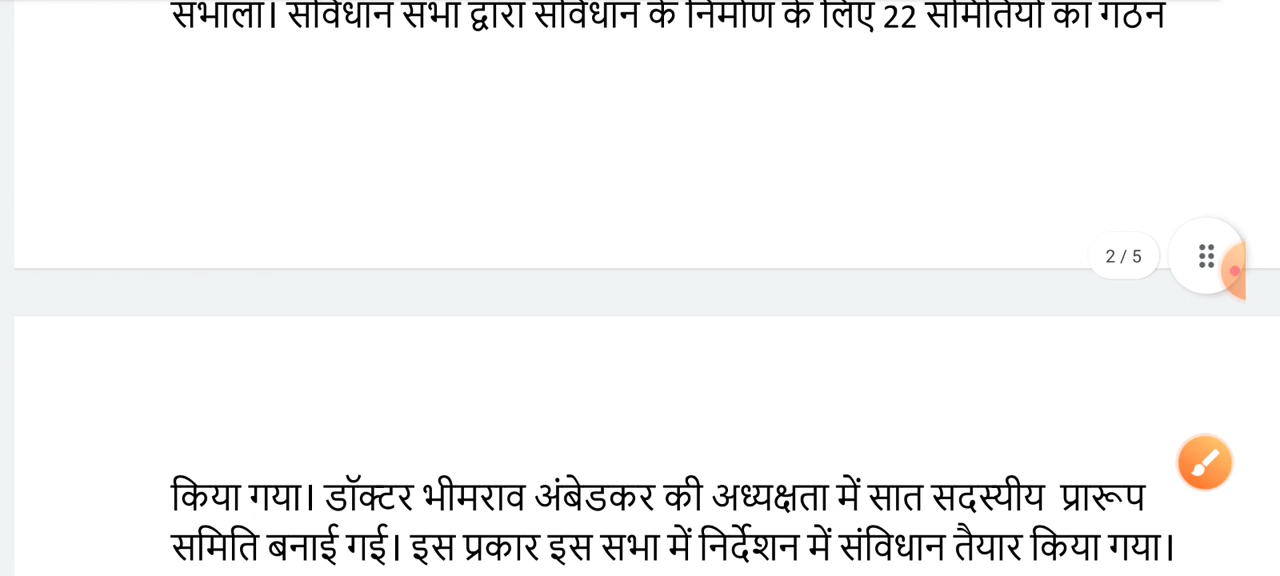 संभाला। संविधान सभा द्वारा संविधान के निर्माण के लिए 22 समितियों का गठन
2 / 5
किया गया। डॉक्टर भीमराव अंबेडकर की अध्यक्षता में सात सदस्यीय प्रारूप
समिति बनाई गई। इस प्रकार इस सभा में निर्देशन में संविधान तैयार किया गया।